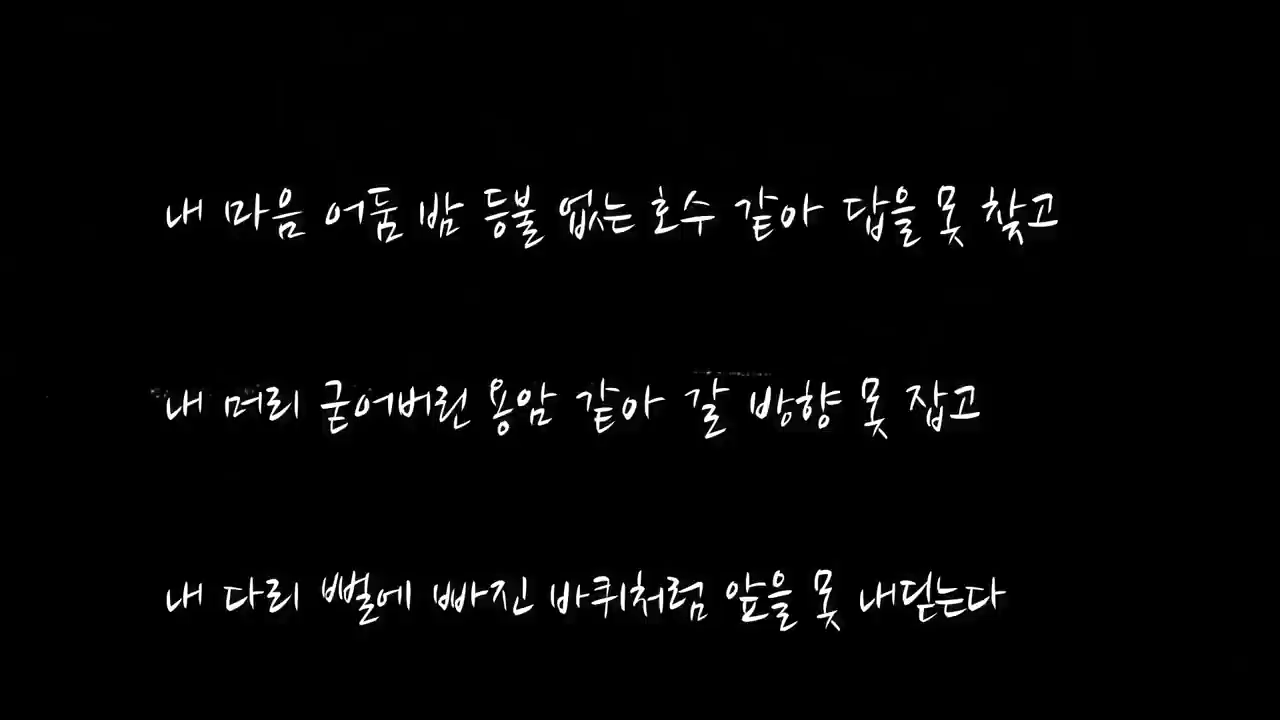 내 마음 어둠 밤 등불 없는 호수 같아 답을 못 찾고
내 머리 굳어버린 용암 같아 갈 방향 못 잡고
내 다리 뻘에 빠진 바퀴처럼 앞을 못 내딛는다